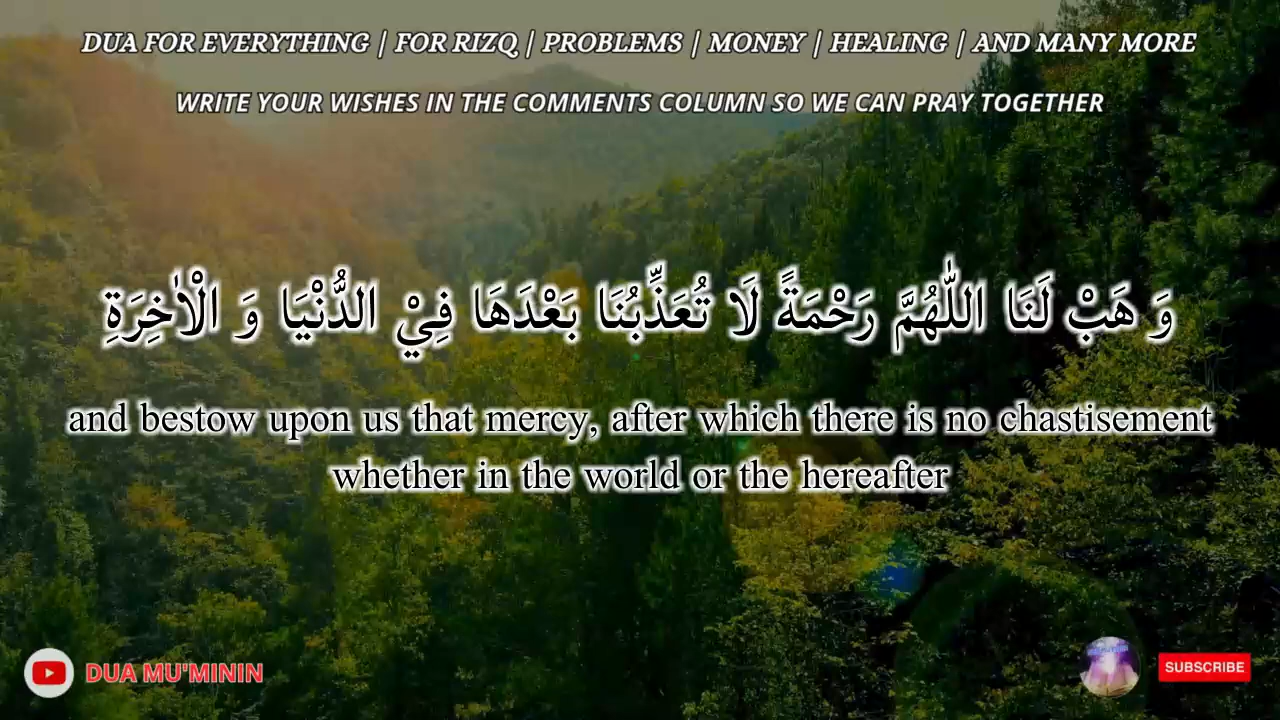 DUA FOR EVERYTHING | FOR RIZQ | PROBLEMS | MONEY | HEALING | AND MANY MORE
WRITE YOUR WISHES IN THE COMMENTS COLUMN SO WE CAN PRAY TOGETHER
وَ هَبْ لَنَا اللّٰهُمَّ رَحْمَةً لَا تُعَذِّبُنَا بَعْدَهَا فِيْ الدُّنْيَا وَ الْاٰخِرَةِ
and bestow upon us that mercy, after which there is no chastisement
whether in the world or the hereafter
DUA MU'MININ
SUBSCRIBE